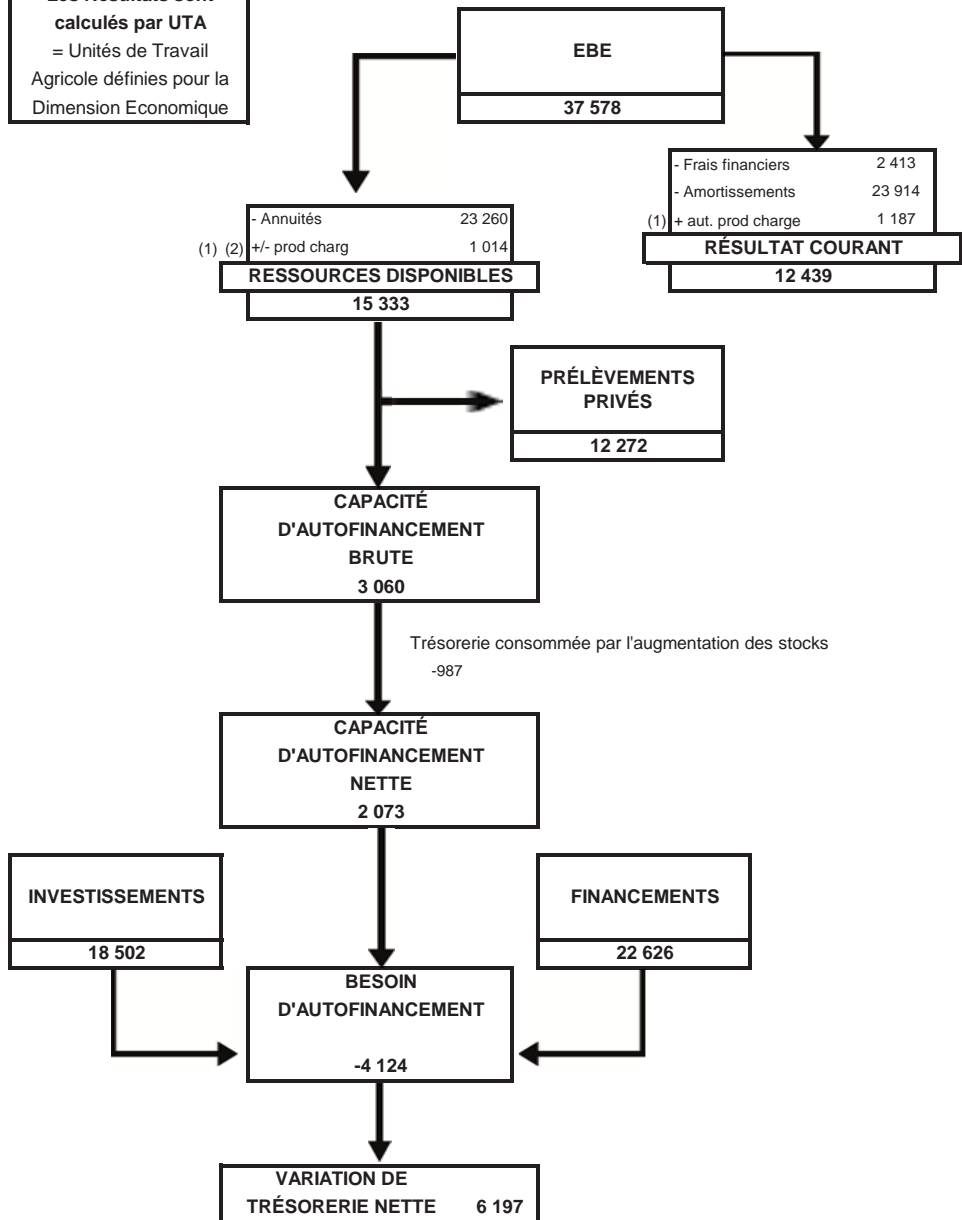 Les Résultats sont
calculés par UTA
= Unités de Travail
Agricole définies pour la
Dimension Economique
EBE
37 578
- Frais financiers 2 413
- Amortissements 23 914
(1) + aut. prod charge 1 187
RÉSULTAT COURANT
12 439
- Annuités 23 260
(1) (2) +/- prod charg 1 014
RESSOURCES DISPONIBLES
15 333
PRÉLÈVEMENTS
PRIVÉS
12 272
CAPACITÉ
D'AUTOFINANCEMENT
BRUTE
3 060
Trésorerie consommée par l'augmentation des stocks
-987
CAPACITÉ
D'AUTOFINANCEMENT
NETTE
2 073
INVESTISSEMENTS
18 502
FINANCEMENTS
22 626
BESOIN
D'AUTOFINANCEMENT
-4 124
VARIATION DE
TRÉSORERIE NETTE 6 197